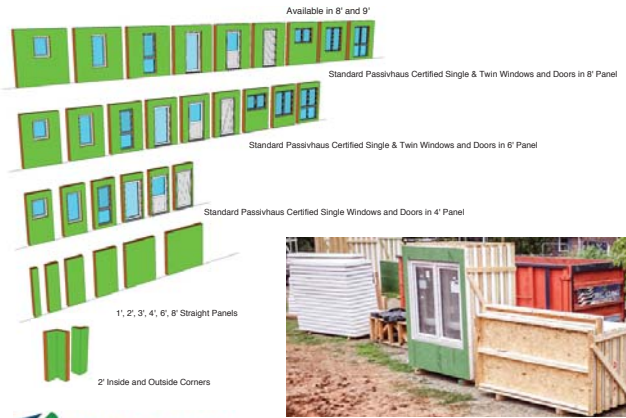 Available in 8' and 9'
Standard Passivhaus Certified Single & Twin Windows and Doors in 8' Panel
Standard Passivhaus Certified Single & Twin Windows and Doors in 6' Panel
Standard Passivhaus Certified Single Windows and Doors in 4' Panel
1', 2', 3', 4', 6', 8' Straight Panels
2' Inside and Outside Corners